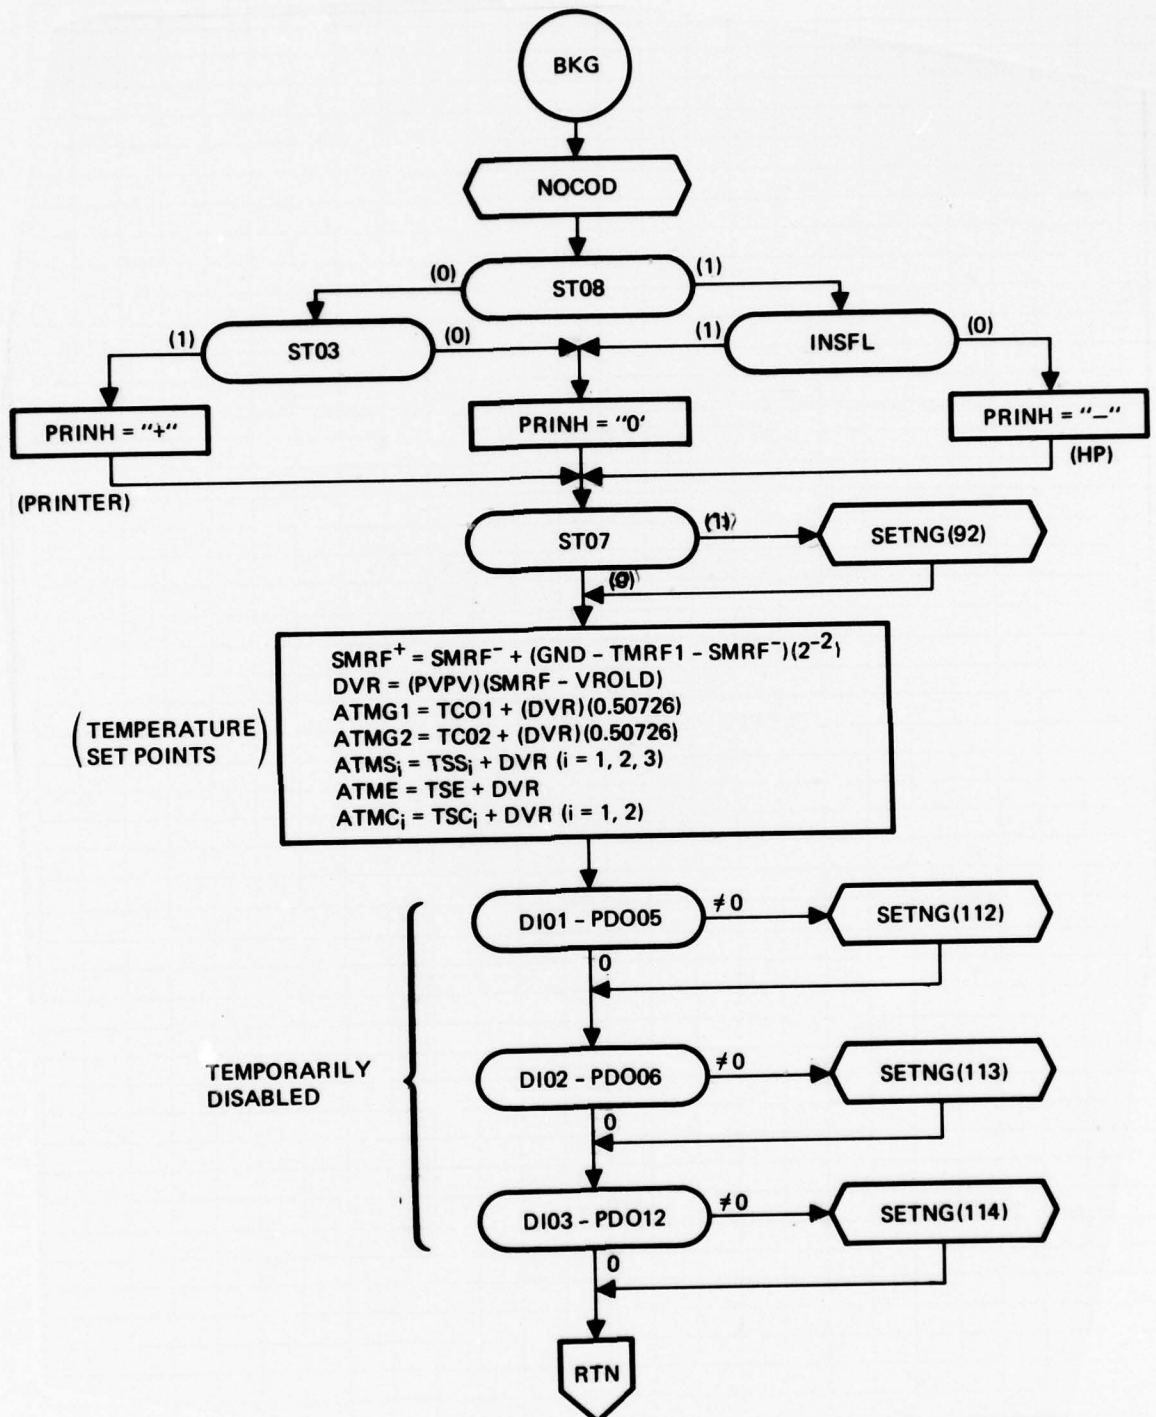 BKG
NOCOD
(0)
ST08
(1)
(1)
ST03
(0)
(1)
INSFL
(0)
PRINH = "+"
PRINH = "0'
PRINH = "–"
(PRINTER)
(HP)
ST07
(1)
SETNG(92)
(0)
(TEMPERATURE
SET POINTS)
SMRF⁺ = SMRF⁻ + (GND – TMRF1 – SMRF⁻)(2⁻²)
DVR = (PVPV)(SMRF – VROLD)
ATMG1 = TCO1 + (DVR)(0.50726)
ATMG2 = TC02 + (DVR)(0.50726)
ATMSᵢ = TSSᵢ + DVR (i = 1, 2, 3)
ATME = TSE + DVR
ATMCᵢ = TSCᵢ + DVR (i = 1, 2)
TEMPORARILY
DISABLED
DI01 – PDO05
≠0
SETNG(112)
0
DI02 – PDO06
≠0
SETNG(113)
0
DI03 – PDO12
≠0
SETNG(114)
0
RTN